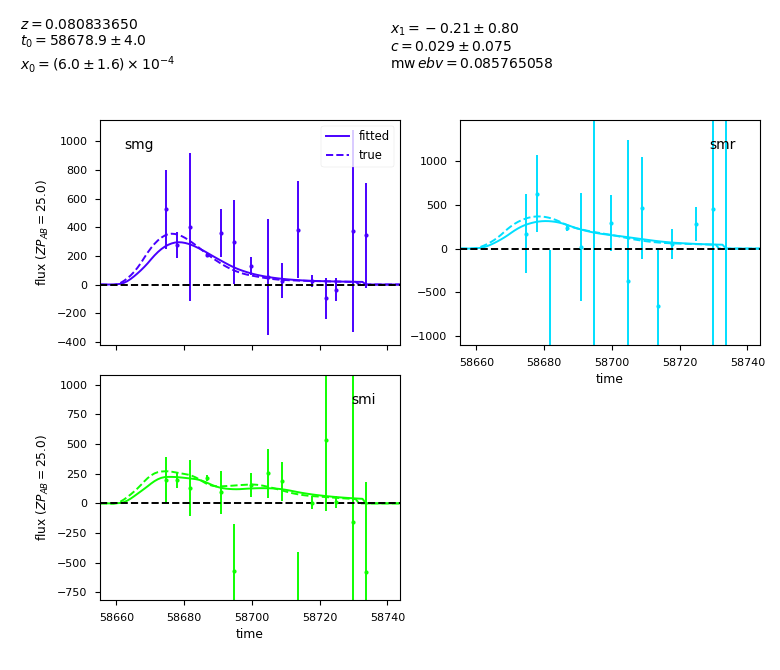 z = 0.080833650
t₀ = 58678.9 ± 4.0
x₀ = (6.0 ± 1.6) × 10⁻⁴
x₁ = −0.21 ± 0.80
c = 0.029 ± 0.075
mw ebv = 0.085765058
smg
fitted
true
1000
800
600
400
200
0
−200
−400
flux (ZP_AB = 25.0)
smr
1000
500
0
−500
−1000
58660 58680 58700 58720 58740
time
smi
1000
750
500
250
0
−250
−500
−750
flux (ZP_AB = 25.0)
58660 58680 58700 58720 58740
time